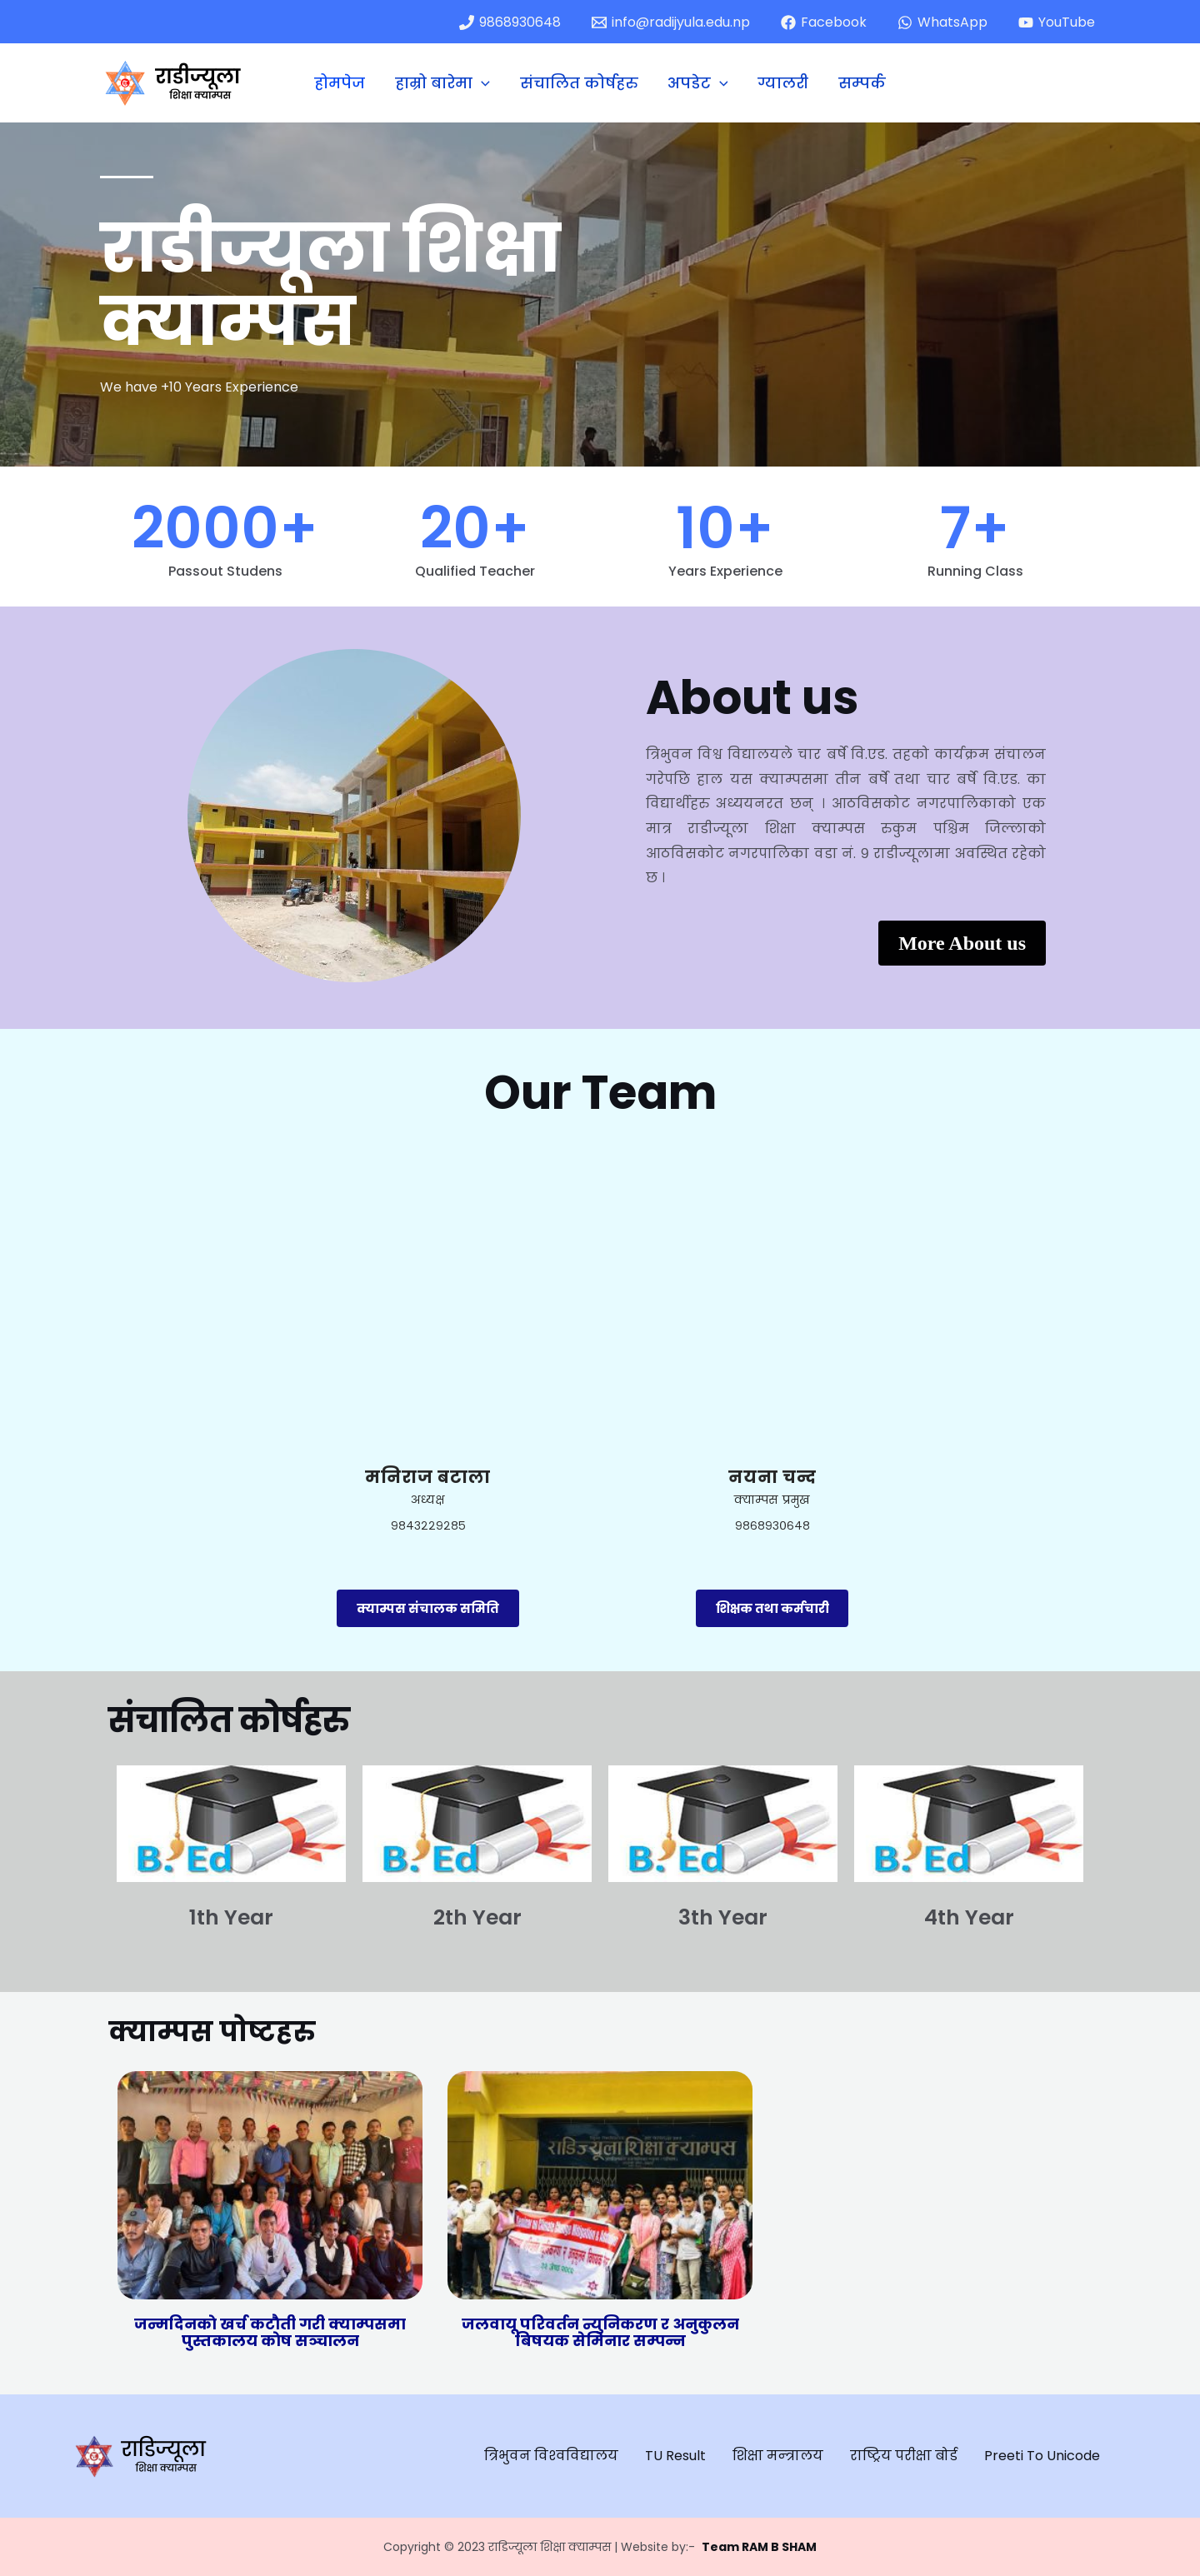 9868930648 info@radijyula.edu.np Facebook WhatsApp YouTube
राडीज्यूला
शिक्षा क्याम्पस
होमपेज हाम्रो बारेमा संचालित कोर्षहरु अपडेट ग्यालरी सम्पर्क
राडीज्यूला शिक्षा
क्याम्पस
We have +10 Years Experience
2000+ 20+ 10+ 7+
Passout Studens Qualified Teacher Years Experience Running Class
About us
त्रिभुवन विश्व विद्यालयले चार बर्षे वि.एड. तहको कार्यक्रम संचालन
गरेपछि हाल यस क्याम्पसमा तीन बर्षे तथा चार बर्षे वि.एड. का
विद्यार्थीहरु अध्ययनरत छन् । आठविसकोट नगरपालिकाको एक
मात्र राडीज्यूला शिक्षा क्याम्पस रुकुम पश्चिम जिल्लाको
आठविसकोट नगरपालिका वडा नं. ९ राडीज्यूलामा अवस्थित रहेको
छ ।
More About us
Our Team
मनिराज बटाला
अध्यक्ष
९८४३२२९२८५
नयना चन्द
क्याम्पस प्रमुख
९८६८९३०६४८
क्याम्पस संचालक समिति
शिक्षक तथा कर्मचारी
संचालित कोर्षहरु
B. Ed B. Ed B. Ed B. Ed
1th Year 2th Year 3th Year 4th Year
क्याम्पस पोष्टहरु
राडिज्यूला शिक्षा क्याम्पस
जन्मदिनको खर्च कटौती गरी क्याम्पसमा
पुस्तकालय कोष सञ्चालन
जलवायू परिवर्तन न्युनिकरण र अनुकुलन
बिषयक सेमिनार सम्पन्न
राडिज्यूला
शिक्षा क्याम्पस
त्रिभुवन विश्वविद्यालय TU Result शिक्षा मन्त्रालय राष्ट्रिय परीक्षा बोर्ड Preeti To Unicode
Copyright © 2023 राडिज्यूला शिक्षा क्याम्पस | Website by:- Team RAM B SHAM